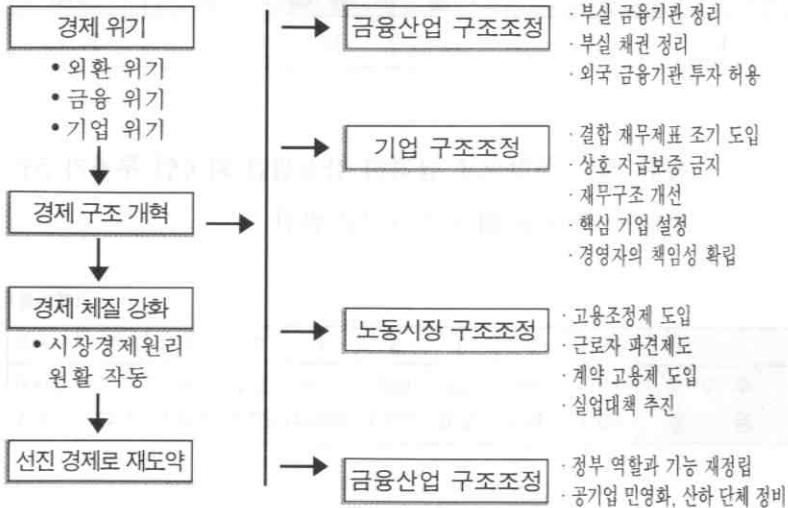 경제 위기
• 외환 위기
• 금융 위기
• 기업 위기
경제 구조 개혁
경제 체질 강화
• 시장경제원리
원활 작동
선진 경제로 재도약
금융산업 구조조정
· 부실 금융기관 정리
· 부실 채권 정리
· 외국 금융기관 투자 허용
기업 구조조정
· 결합 재무제표 조기 도입
· 상호 지급보증 금지
· 재무구조 개선
· 핵심 기업 설정
· 경영자의 책임성 확립
노동시장 구조조정
· 고용조정제 도입
· 근로자 파견제도
· 계약 고용제 도입
· 실업대책 추진
금융산업 구조조정
· 정부 역할과 기능 재정립
· 공기업 민영화, 산하 단체 정비